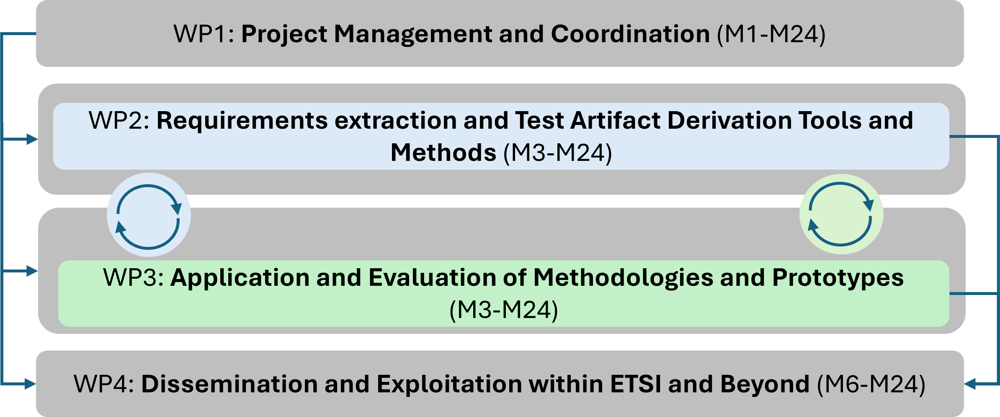 WP1: Project Management and Coordination (M1-M24)
WP2: Requirements extraction and Test Artifact Derivation Tools and
Methods (M3-M24)
WP3: Application and Evaluation of Methodologies and Prototypes
(M3-M24)
WP4: Dissemination and Exploitation within ETSI and Beyond (M6-M24)